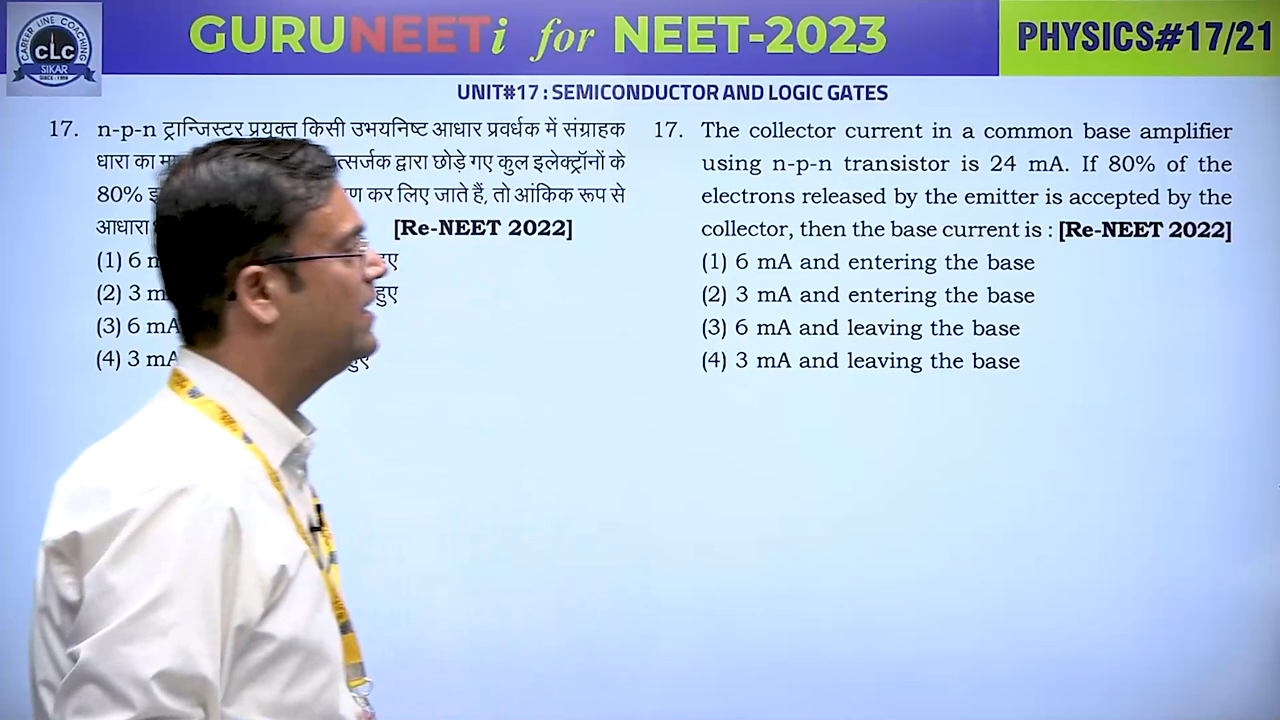 GURUNEETi for NEET-2023
PHYSICS#17/21
CAREER LINE COACHING
CLC
SIKAR
SINCE : 1996
UNIT#17 : SEMICONDUCTOR AND LOGIC GATES
17. n-p-n ट्रान्जिस्टर प्रयुक्त किसी उभयनिष्ट आधार प्रवर्धक में संग्राहक
धारा का द्वारा छोड़े गए कुल इलेक्ट्रॉनों के
80% कर लिए जाते हैं, तो आंकिक रूप से
आधारा [Re-NEET 2022]
(1) 6
(2) 3 हुए
(3) 6 mA
(4) 3 mA
17. The collector current in a common base amplifier
using n-p-n transistor is 24 mA. If 80% of the
electrons released by the emitter is accepted by the
collector, then the base current is : [Re-NEET 2022]
(1) 6 mA and entering the base
(2) 3 mA and entering the base
(3) 6 mA and leaving the base
(4) 3 mA and leaving the base